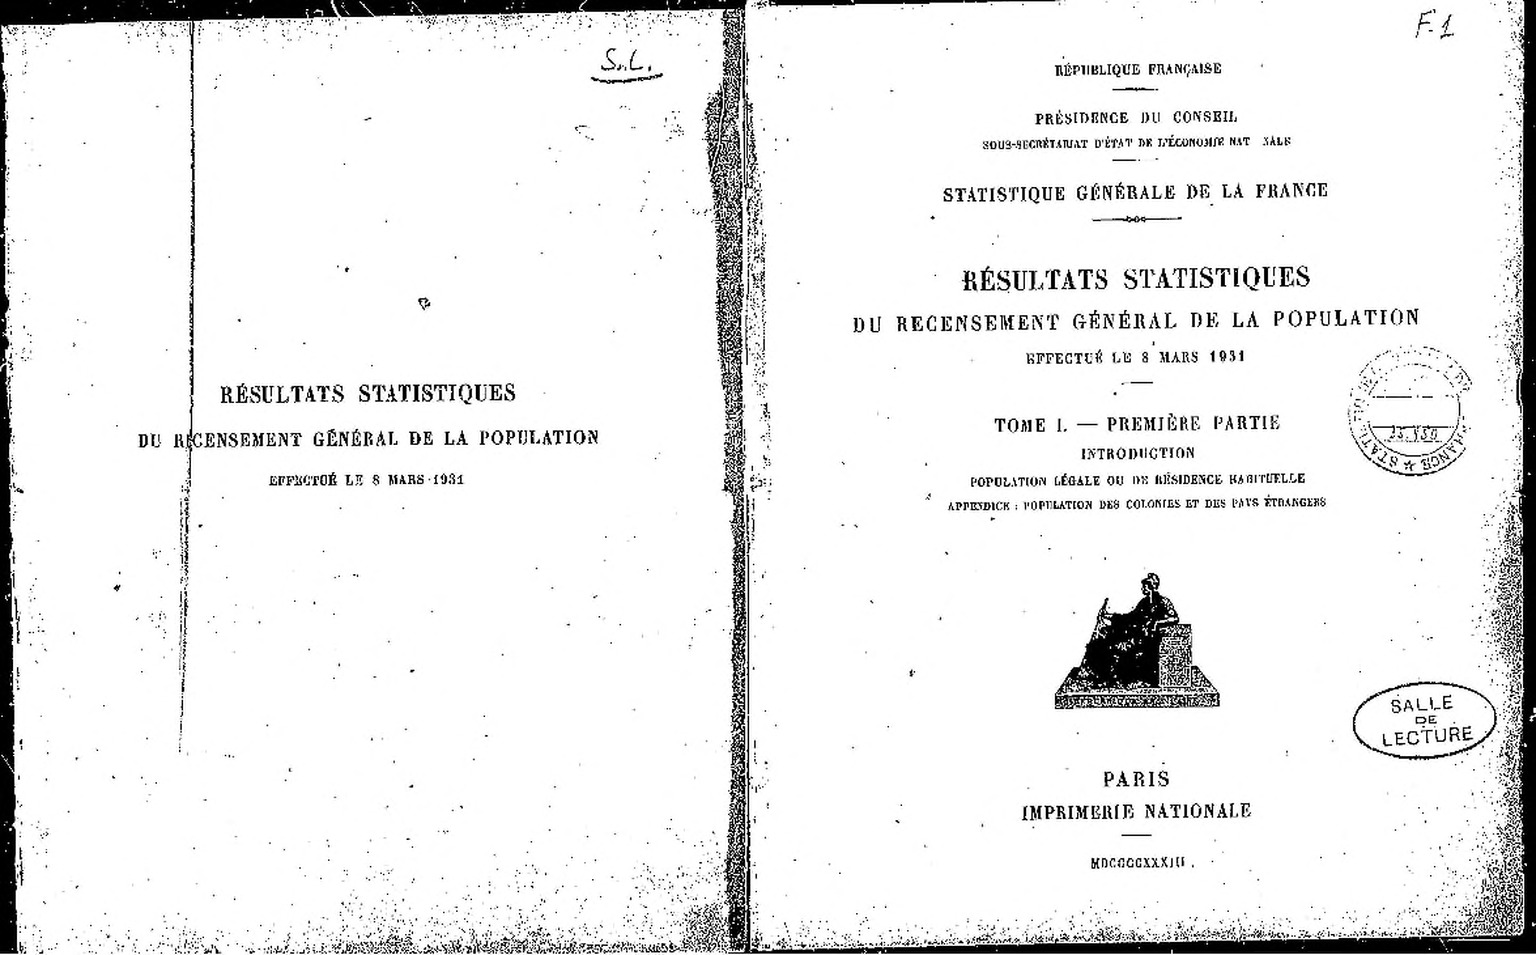 S.L.
RÉSULTATS STATISTIQUES
DU RECENSEMENT GÉNÉRAL DE LA POPULATION
EFFECTUÉ LE 8 MARS 1931
F.1
RÉPUBLIQUE FRANÇAISE
PRÉSIDENCE DU CONSEIL
SOUS-SECRÉTARIAT D'ÉTAT DE L'ÉCONOMIE
STATISTIQUE GÉNÉRALE DE LA FRANCE
RÉSULTATS STATISTIQUES
DU RECENSEMENT GÉNÉRAL DE LA POPULATION
EFFECTUÉ LE 8 MARS 1931
TOME I. — PREMIÈRE PARTIE
INTRODUCTION
POPULATION LÉGALE OU DE RÉSIDENCE HABITUELLE
APPENDICE : POPULATION DES COLONIES ET DES PAYS ÉTRANGERS
SALLE
DE
LECTURE
PARIS
IMPRIMERIE NATIONALE